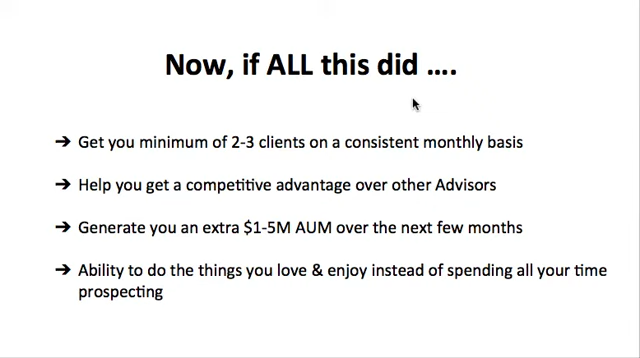 Now, if ALL this did ....
➔ Get you minimum of 2-3 clients on a consistent monthly basis
➔ Help you get a competitive advantage over other Advisors
➔ Generate you an extra $1-5M AUM over the next few months
➔ Ability to do the things you love & enjoy instead of spending all your time
prospecting